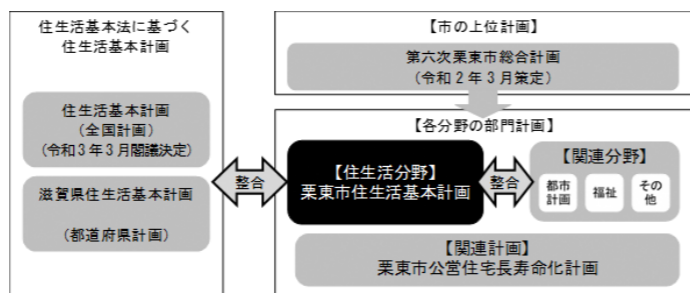 住生活基本法に基づく
住生活基本計画
住生活基本計画
(全国計画)
(令和3年3月閣議決定)
滋賀県住生活基本計画
(都道府県計画)
整合
【市の上位計画】
第六次栗東市総合計画
(令和2年3月策定)
【各分野の部門計画】
【住生活分野】
栗東市住生活基本計画
整合
【関連分野】
都市
計画
福祉
その
他
【関連計画】
栗東市公営住宅長寿命化計画